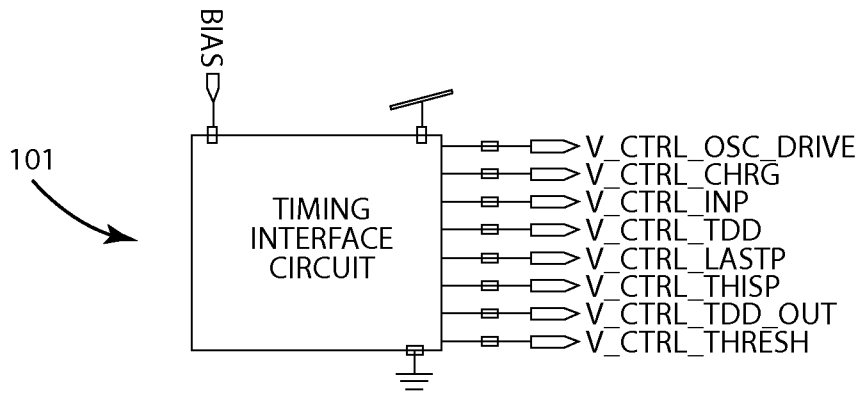 BIAS
101
TIMING
INTERFACE
CIRCUIT
V_CTRL_OSC_DRIVE
V_CTRL_CHRG
V_CTRL_INP
V_CTRL_TDD
V_CTRL_LASTP
V_CTRL_THISP
V_CTRL_TDD_OUT
V_CTRL_THRESH